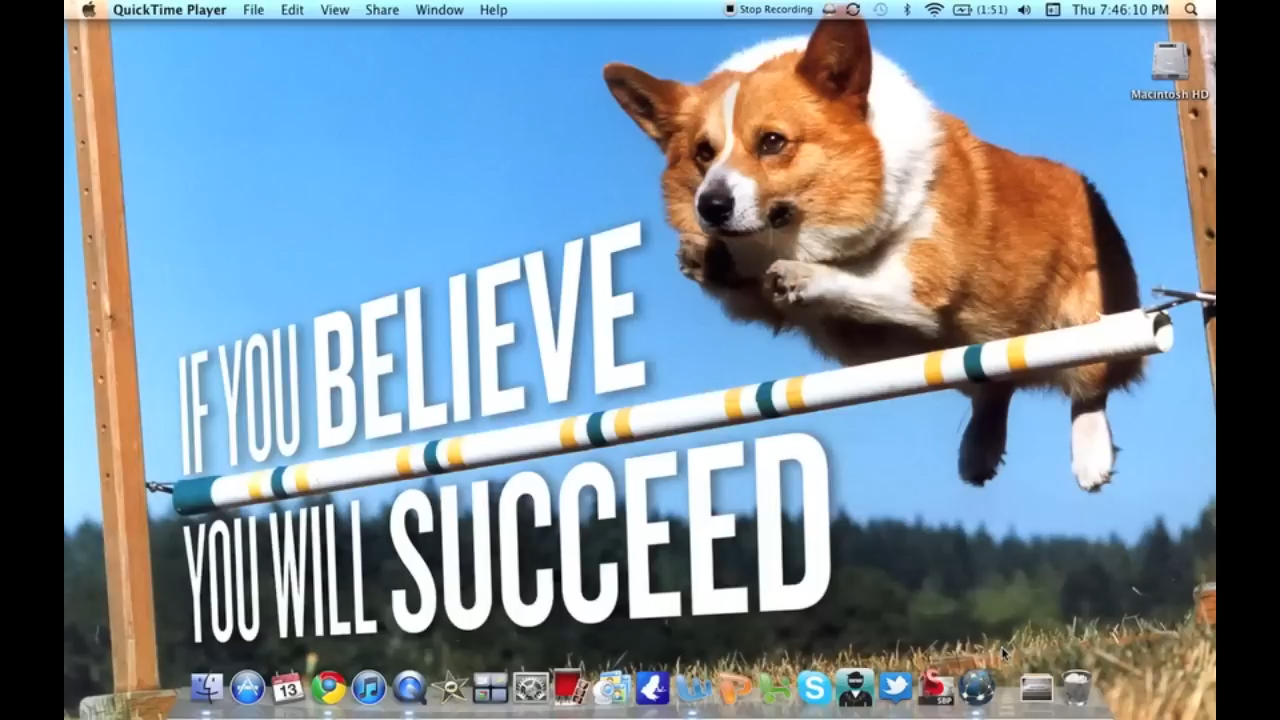 QuickTime Player File Edit View Share Window Help Stop Recording (1:51) Thu 7:46:10 PM
Macintosh HD
IF YOU BELIEVE
YOU WILL SUCCEED
13
SBP